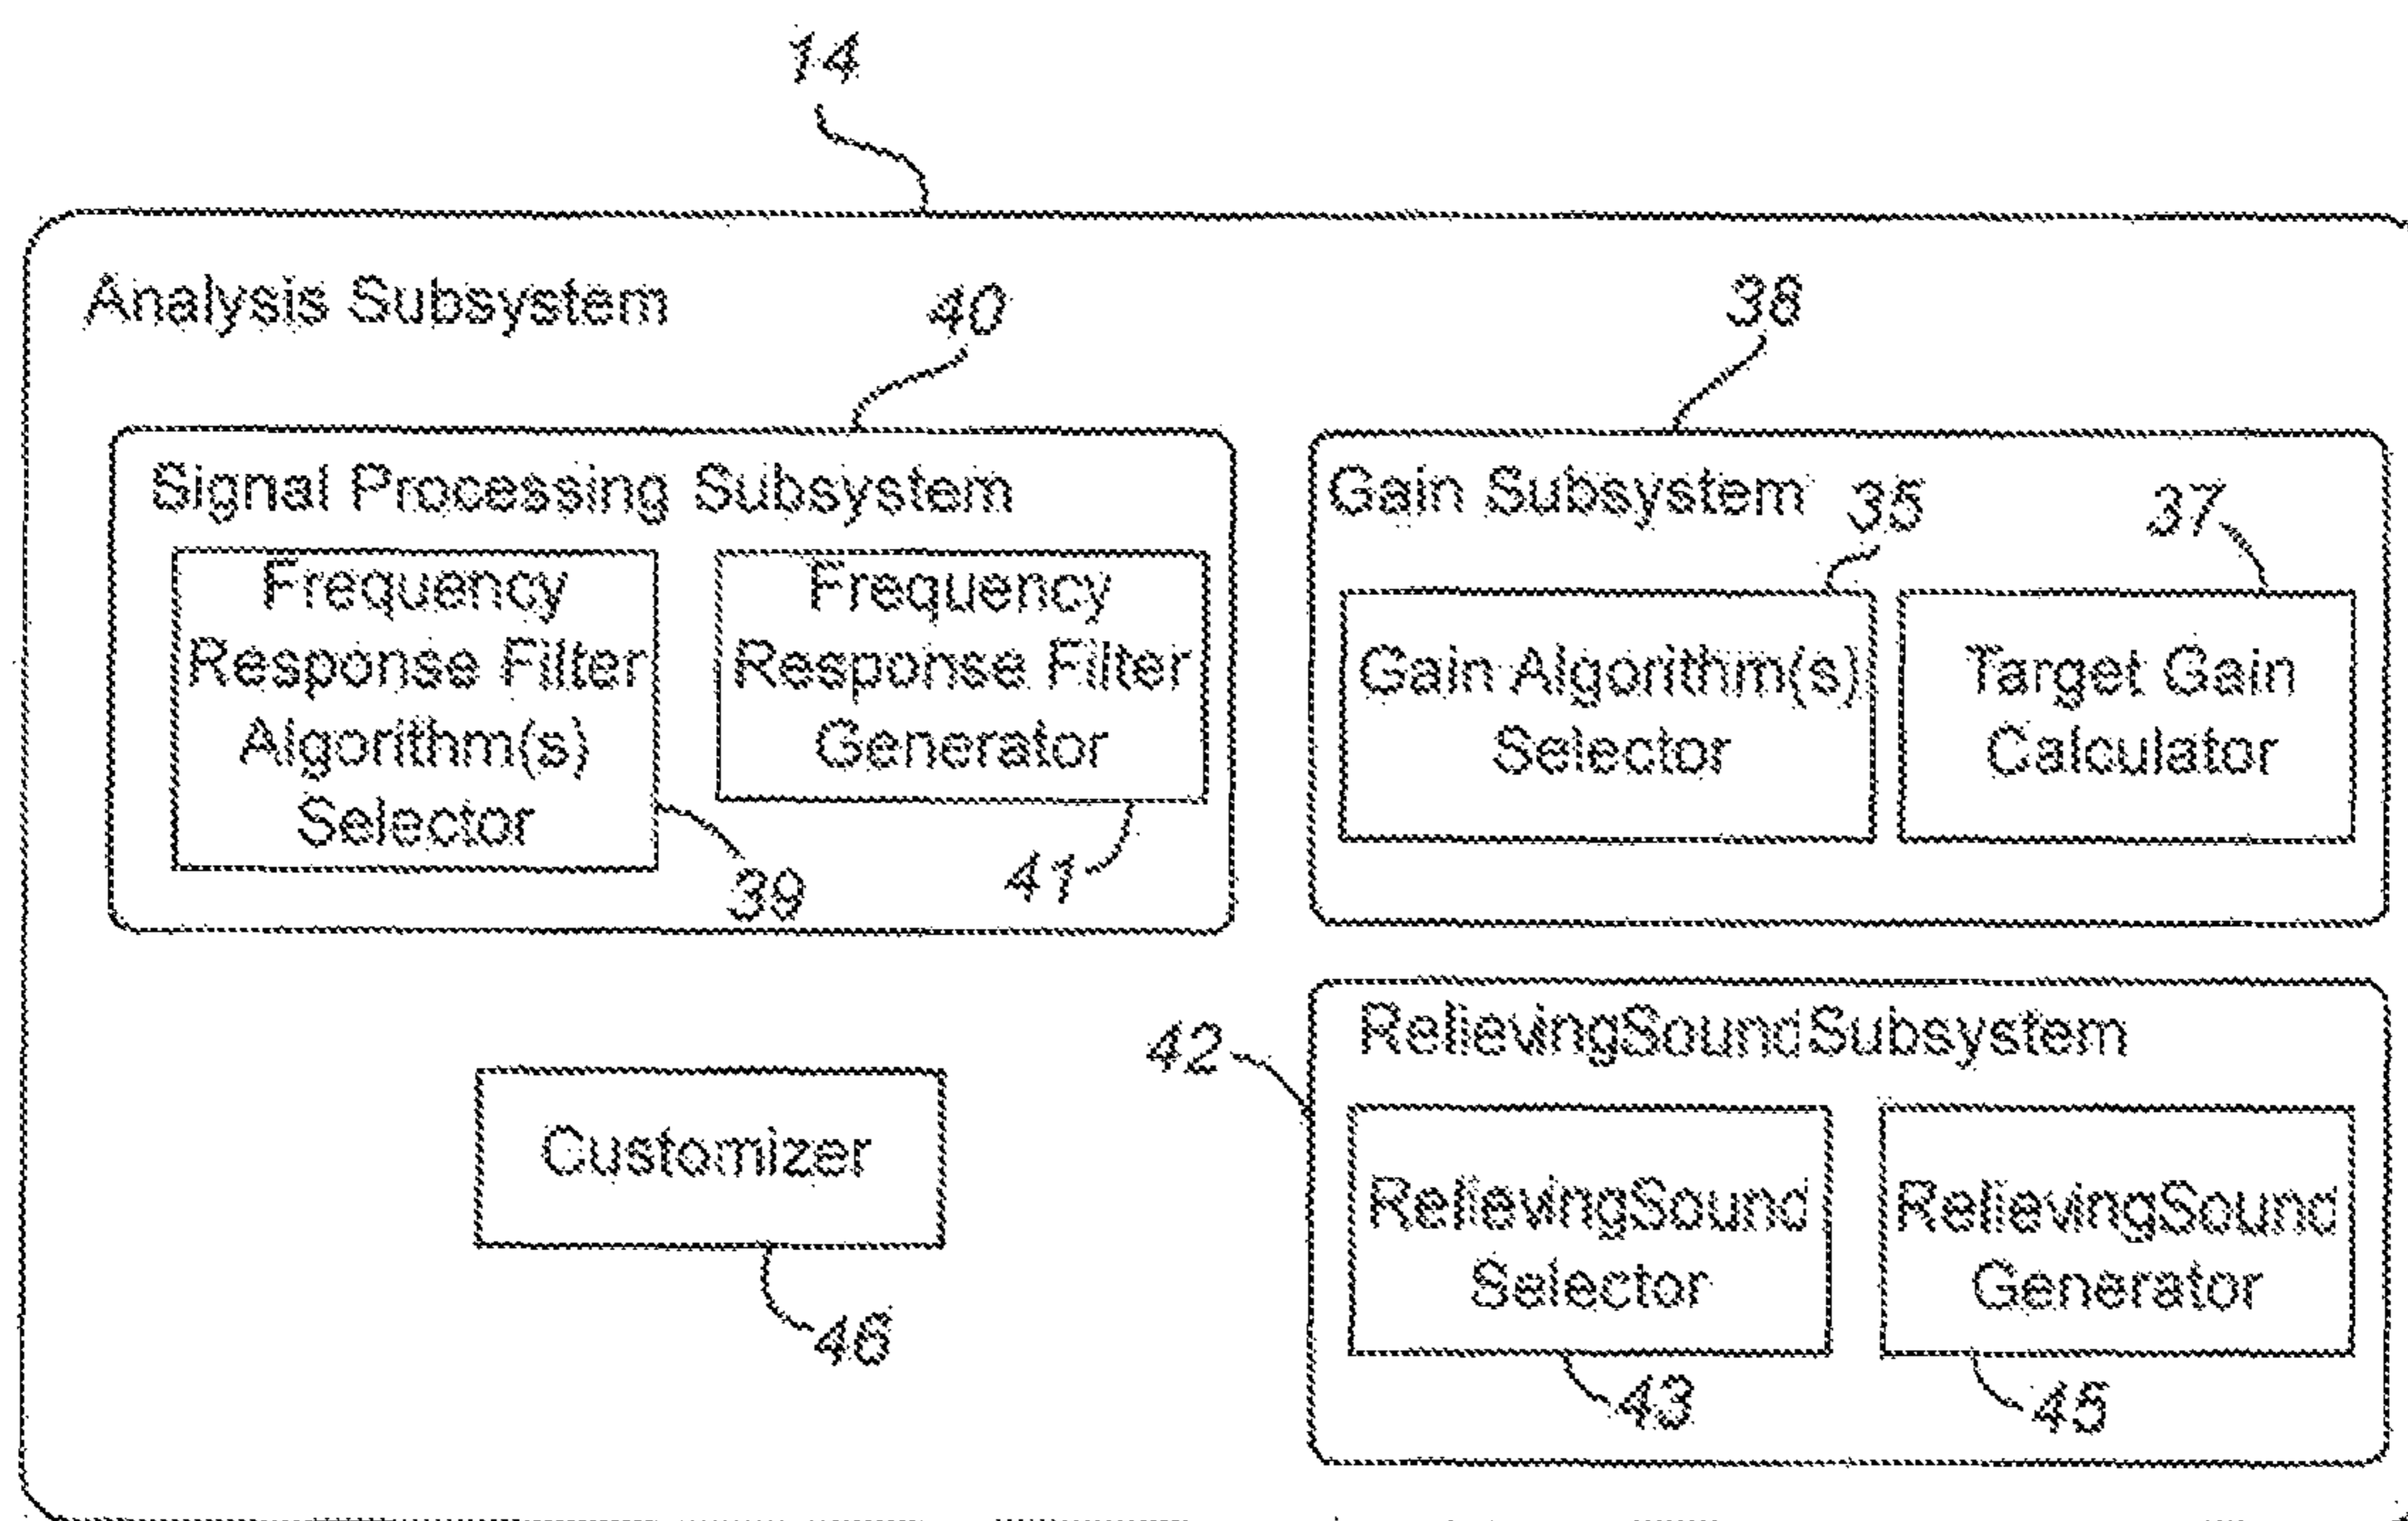 14
Analysis Subsystem
40
38
Signal Processing Subsystem
Frequency
Response Filter
Algorithm(s)
Selector
39
Frequency
Response Filter
Generator
41
Gain Subsystem
35
37
Gain Algorithm(s)
Selector
Target Gain
Calculator
Customizer
46
42
RelievingSoundSubsystem
RelievingSound
Selector
43
RelievingSound
Generator
45